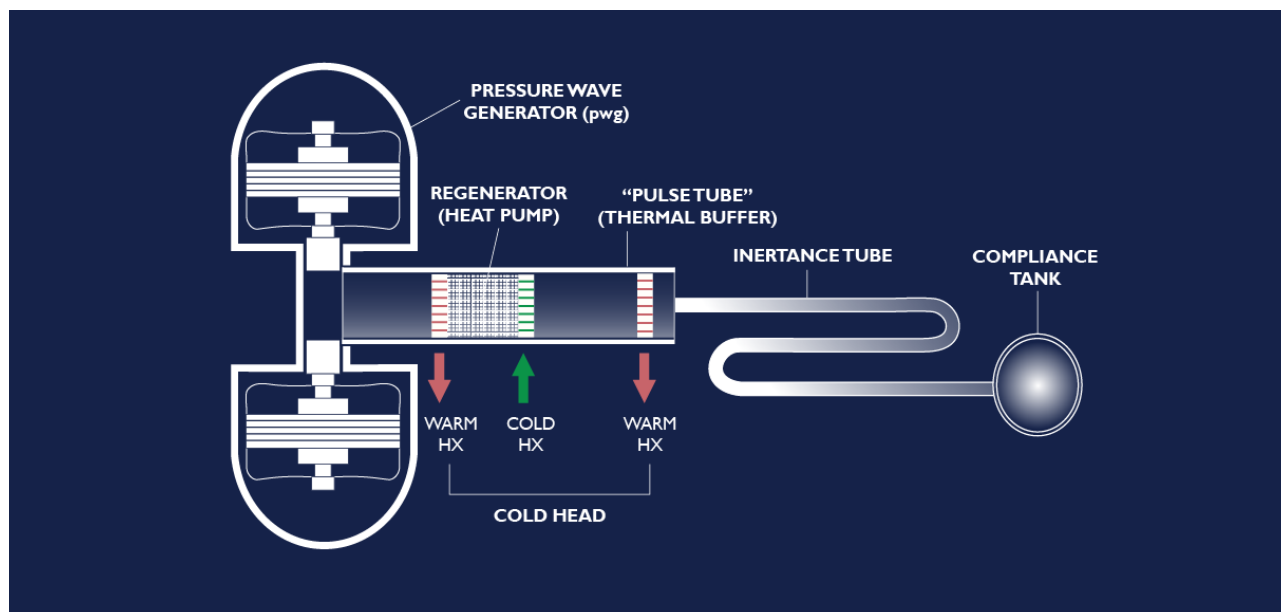 PRESSURE WAVE
GENERATOR (pwg)
REGENERATOR
(HEAT PUMP)
“PULSE TUBE”
(THERMAL BUFFER)
INERTANCE TUBE
COMPLIANCE
TANK
WARM
HX
COLD
HX
WARM
HX
COLD HEAD